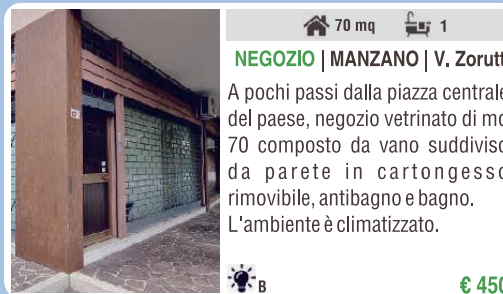 70 mq 1
NEGOZIO | MANZANO | V. Zorutt
A pochi passi dalla piazza centrale
del paese, negozio vetrinato di mq
70 composto da vano suddiviso
da parete in cartongesso
rimovibile, antibagno e bagno.
L'ambiente è climatizzato.
B
€ 450